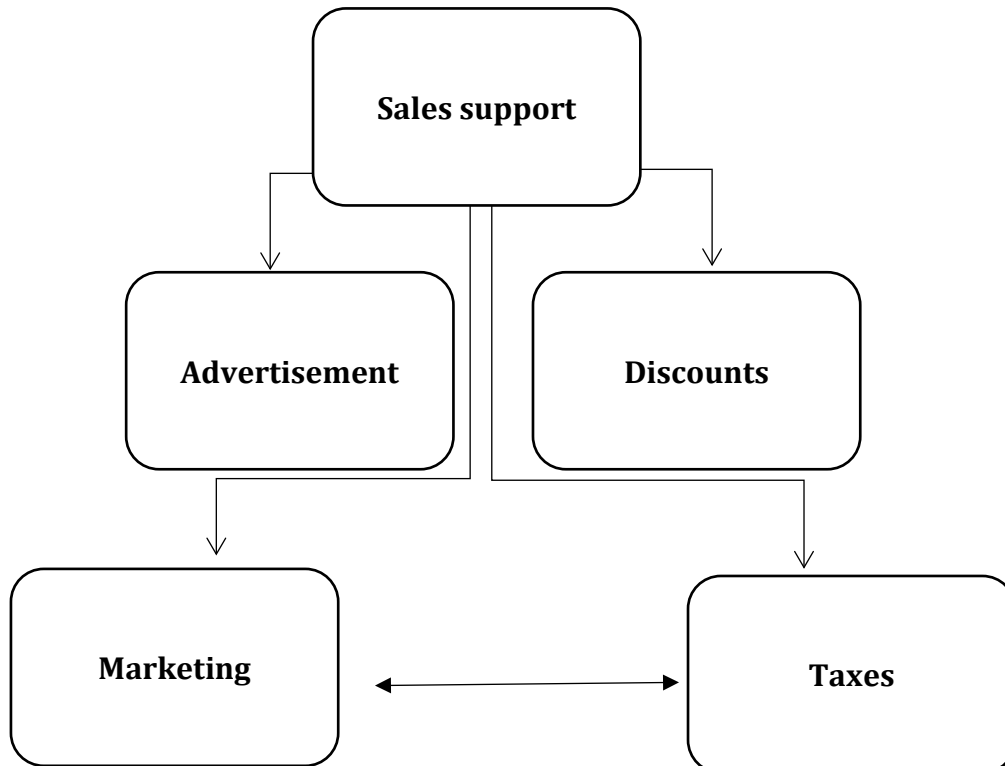 Sales support
Advertisement
Discounts
Marketing
Taxes